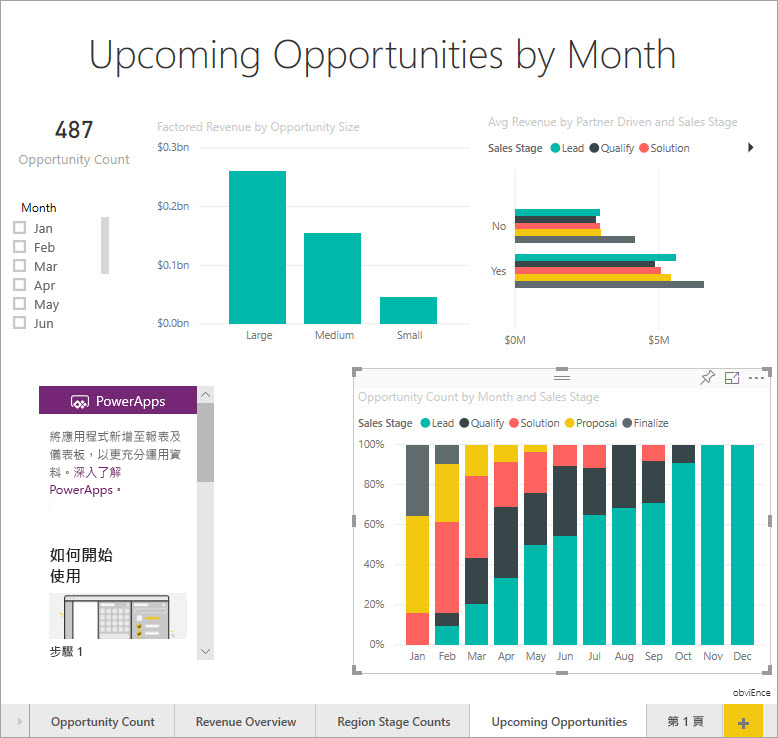 Upcoming Opportunities by Month
487
Opportunity Count
Month
Jan
Feb
Mar
Apr
May
Jun
Factored Revenue by Opportunity Size
$0.3bn
$0.2bn
$0.1bn
$0.0bn
Large Medium Small
Avg Revenue by Partner Driven and Sales Stage
Sales Stage Lead Qualify Solution
No
Yes
$0M $5M
PowerApps
將應用程式新增至報表及
儀表板，以更充分運用資
料。深入了解
PowerApps。
如何開始
使用
步驟 1
Opportunity Count by Month and Sales Stage
Sales Stage Lead Qualify Solution Proposal Finalize
100%
80%
60%
40%
20%
0%
Jan Feb Mar Apr May Jun Jul Aug Sep Oct Nov Dec
obviEnce
Opportunity Count Revenue Overview Region Stage Counts Upcoming Opportunities 第 1 頁 +